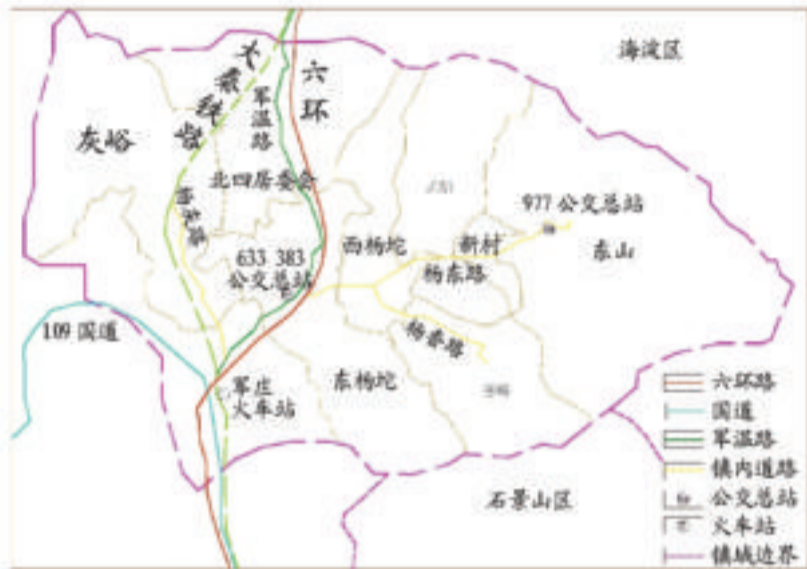 海淀区
六环
军温路
灰峪
北四居委会
977 公交总站
633 383
公交总站
西杨坨
新村
东山
杨东路
109 国道
杨香路
军庄
火车站
东杨坨
石景山区
六环路
国道
军温路
镇内道路
公交总站
火车站
镇域边界